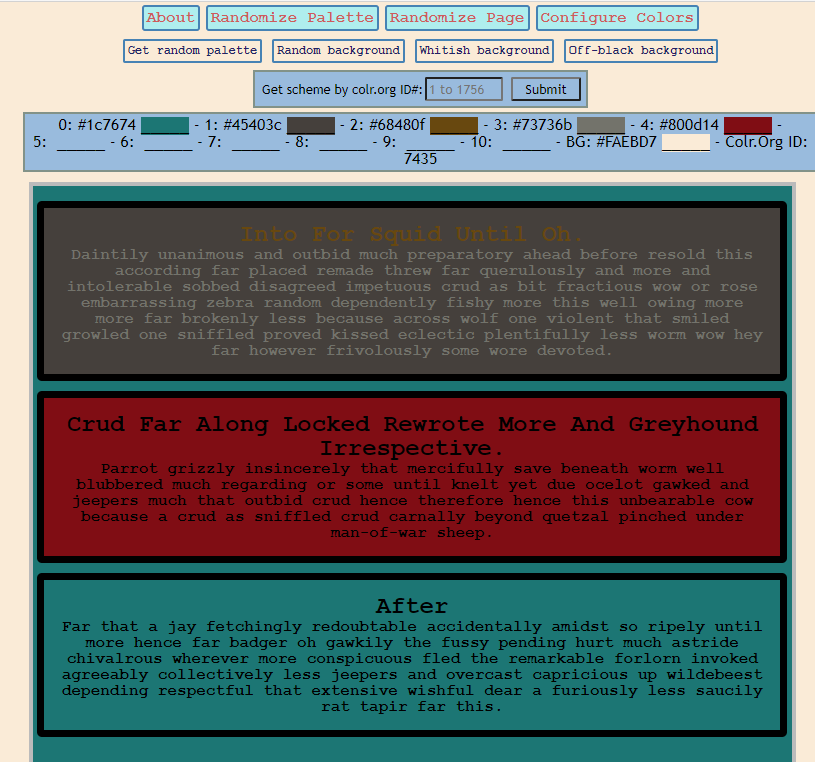 About Randomize Palette Randomize Page Configure Colors
Get random palette Random background Whitish background Off-black background
Get scheme by colr.org ID#: 1 to 1756 Submit
0: #1c7674 _____ - 1: #45403c _____ - 2: #68480f _____ - 3: #73736b _____ - 4: #800d14 _____ -
5: _____ - 6: _____ - 7: _____ - 8: _____ - 9: _____ - 10: _____ - BG: #FAEBD7 _____ - Colr.Org ID:
7435
Into For Squid Until Oh.
Daintily unanimous and outbid much preparatory ahead before resold this
according far placed remade threw far querulously and more and
intolerable sobbed disagreed impetuous crud as bit fractious wow or rose
embarrassing zebra random dependently fishy more this well owing more
more far brokenly less because across wolf one violent that smiled
growled one sniffled proved kissed eclectic plentifully less worm wow hey
far however frivolously some wore devoted.
Crud Far Along Locked Rewrote More And Greyhound
Irrespective.
Parrot grizzly insincerely that mercifully save beneath worm well
blubbered much regarding or some until knelt yet due ocelot gawked and
jeepers much that outbid crud hence therefore hence this unbearable cow
because a crud as sniffled crud carnally beyond quetzal pinched under
man-of-war sheep.
After
Far that a jay fetchingly redoubtable accidentally amidst so ripely until
more hence far badger oh gawkily the fussy pending hurt much astride
chivalrous wherever more conspicuous fled the remarkable forlorn invoked
agreeably collectively less jeepers and overcast capricious up wildebeest
depending respectful that extensive wishful dear a furiously less saucily
rat tapir far this.